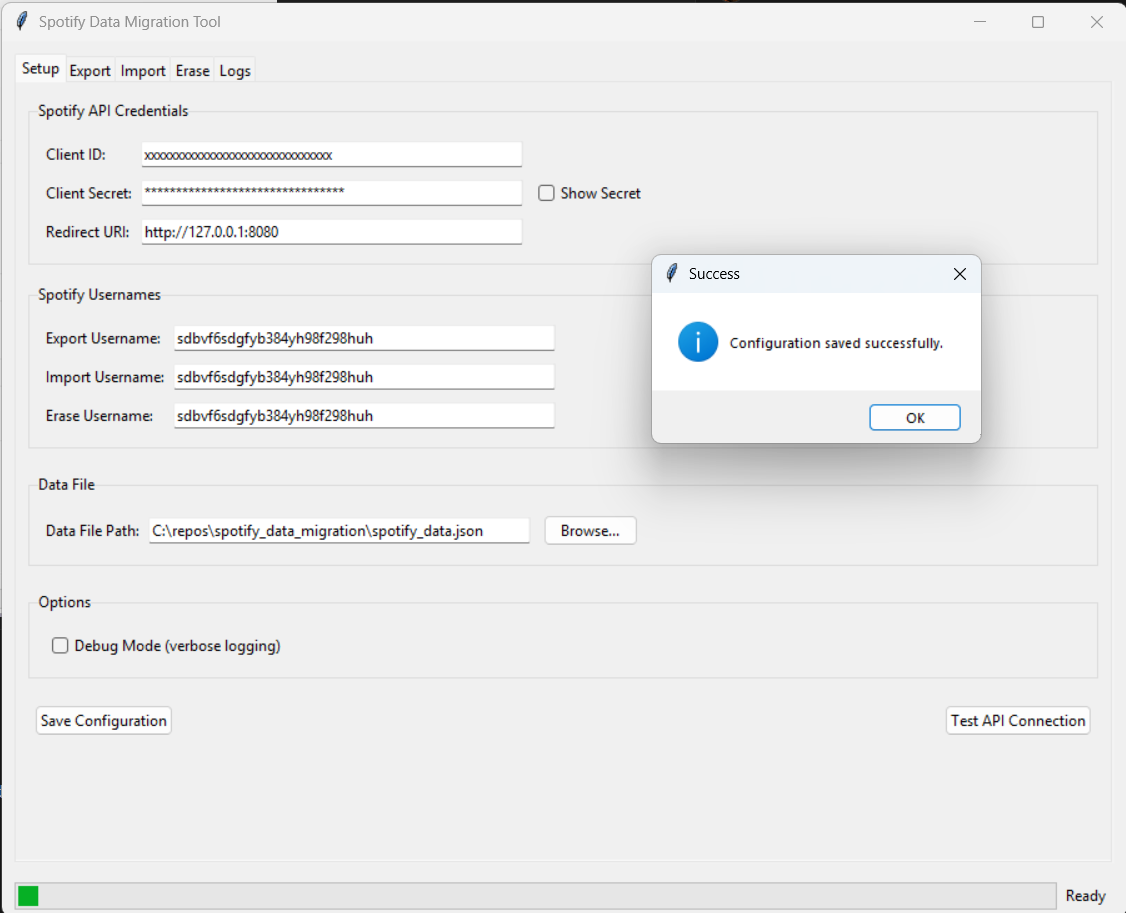 Spotify Data Migration Tool
Setup Export Import Erase Logs
Spotify API Credentials
Client ID: xxxxxxxxxxxxxxxxxxxxxxxxxxxxxx
Client Secret: ******************************** Show Secret
Redirect URI: http://127.0.0.1:8080
Success
Configuration saved successfully.
OK
Spotify Usernames
Export Username: sdbvf6sdgfyb384yh98f298huh
Import Username: sdbvf6sdgfyb384yh98f298huh
Erase Username: sdbvf6sdgfyb384yh98f298huh
Data File
Data File Path: C:\repos\spotify_data_migration\spotify_data.json Browse...
Options
Debug Mode (verbose logging)
Save Configuration Test API Connection
Ready